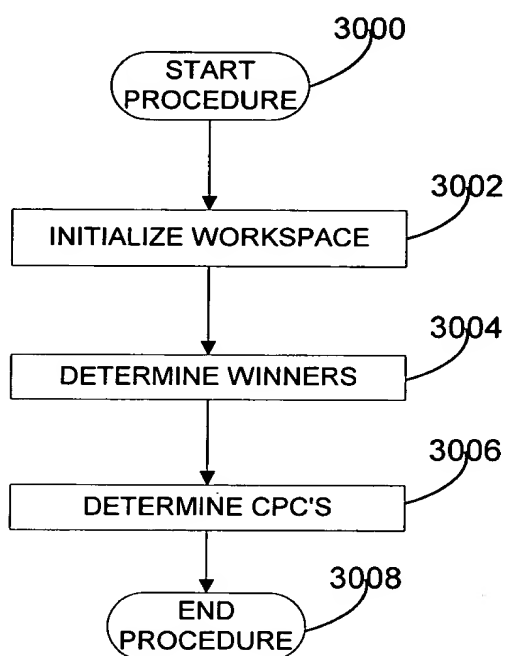 3000
START
PROCEDURE
3002
INITIALIZE WORKSPACE
3004
DETERMINE WINNERS
3006
DETERMINE CPC'S
3008
END
PROCEDURE